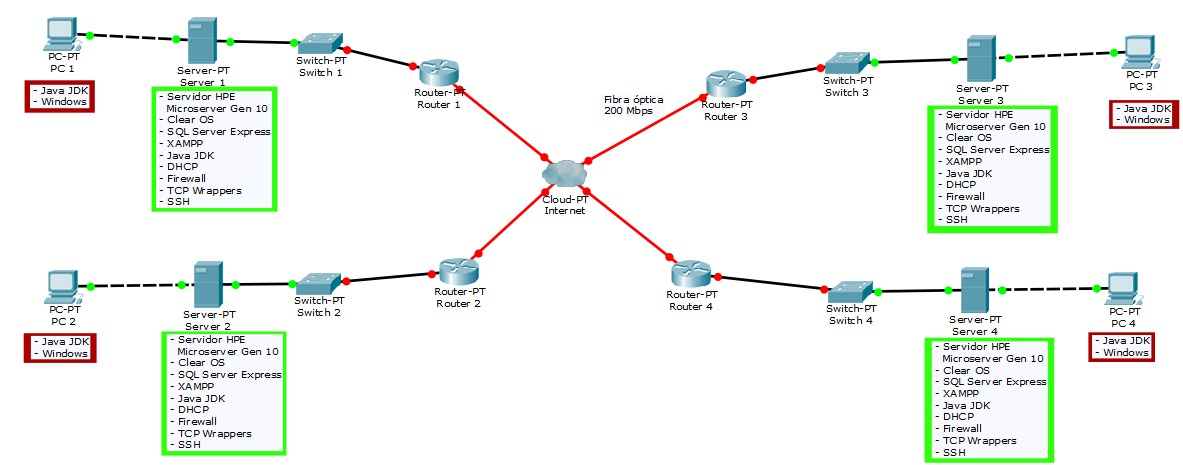 PC-PT
PC 1
- Java JDK
- Windows
Server-PT
Server 1
- Servidor HPE
Microserver Gen 10
- Clear OS
- SQL Server Express
- XAMPP
- Java JDK
- DHCP
- Firewall
- TCP Wrappers
- SSH
Switch-PT
Switch 1
Router-PT
Router 1
Fibra óptica
200 Mbps
Router-PT
Router 3
Switch-PT
Switch 3
Server-PT
Server 3
- Servidor HPE
Microserver Gen 10
- Clear OS
- SQL Server Express
- XAMPP
- Java JDK
- DHCP
- Firewall
- TCP Wrappers
- SSH
PC-PT
PC 3
- Java JDK
- Windows
Cloud-PT
Internet
PC-PT
PC 2
- Java JDK
- Windows
Server-PT
Server 2
- Servidor HPE
Microserver Gen 10
- Clear OS
- SQL Server Express
- XAMPP
- Java JDK
- DHCP
- Firewall
- TCP Wrappers
- SSH
Switch-PT
Switch 2
Router-PT
Router 2
Router-PT
Router 4
Switch-PT
Switch 4
Server-PT
Server 4
- Servidor HPE
Microserver Gen 10
- Clear OS
- SQL Server Express
- XAMPP
- Java JDK
- DHCP
- Firewall
- TCP Wrappers
- SSH
PC-PT
PC 4
- Java JDK
- Windows